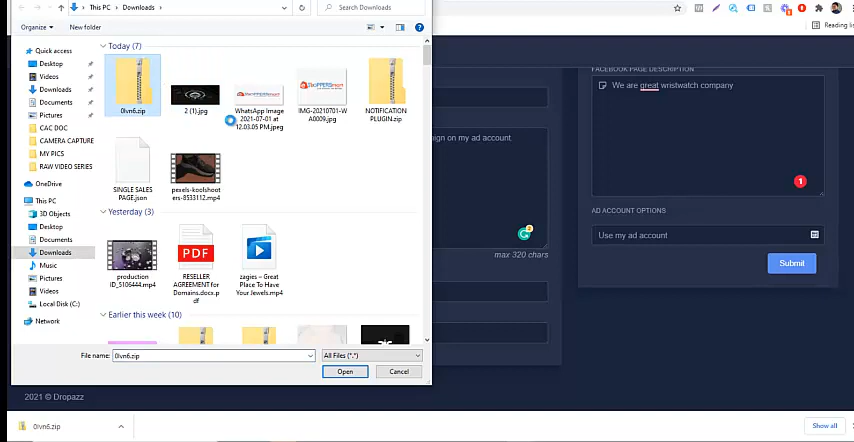 This PC > Downloads >
Search Downloads
Organize
New folder
Reading lis
Quick access
Desktop
Videos
Downloads
Documents
Pictures
CAC DOC
CAMERA CAPTURE
MY PICS
RAW VIDEO SERIES
OneDrive
This PC
3D Objects
Desktop
Documents
Downloads
Music
Pictures
Videos
Local Disk (C:)
Network
Today (7)
0lvn6.zip
2 (1).jpg
WhatsApp Image
2021-07-01 at
12.03.05 PM.jpeg
IMG-20210701-W
A0009.jpg
NOTIFICATION
PLUGIN.zip
SINGLE SALES
PAGE.json
pexels-koolshoot
ers-8533112.mp4
Yesterday (3)
production
ID_5106444.mp4
PDF
RESELLER
AGREEMENT for
Domains.docx.p
df
zagies – Great
Place To Have
Your Jewels.mp4
Earlier this week (10)
File name:
0lvn6.zip
All Files (*.*)
Open
Cancel
ign on my ad account
max 320 chars
FACEBOOK PAGE DESCRIPTION
We are great wristwatch company
1
AD ACCOUNT OPTIONS
Use my ad account
Submit
2021 © Dropazz
0lvn6.zip
Show all